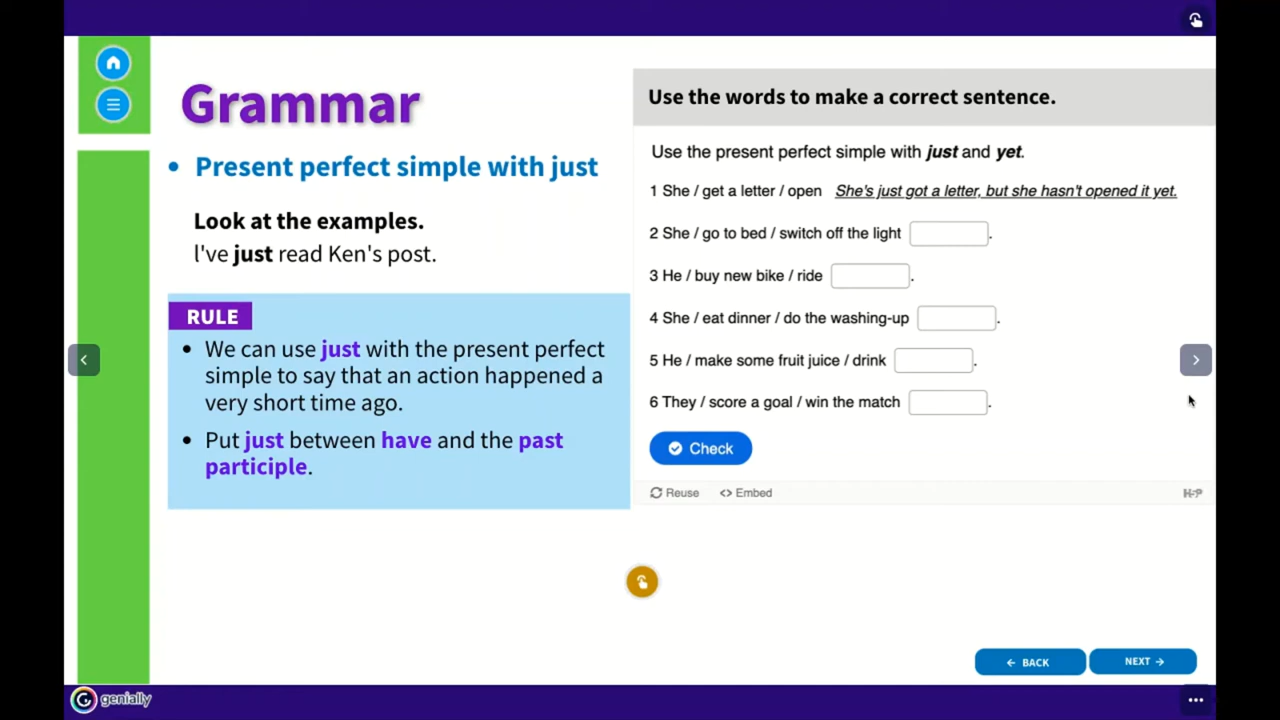 Grammar
• Present perfect simple with just
Look at the examples.
I've just read Ken's post.
RULE
• We can use just with the present perfect
simple to say that an action happened a
very short time ago.
• Put just between have and the past
participle.
Use the words to make a correct sentence.
Use the present perfect simple with just and yet.
1 She / get a letter / open She's just got a letter, but she hasn't opened it yet.
2 She / go to bed / switch off the light .
3 He / buy new bike / ride .
4 She / eat dinner / do the washing-up .
5 He / make some fruit juice / drink .
6 They / score a goal / win the match .
Check
Reuse <> Embed H-P
← BACK NEXT →
genially